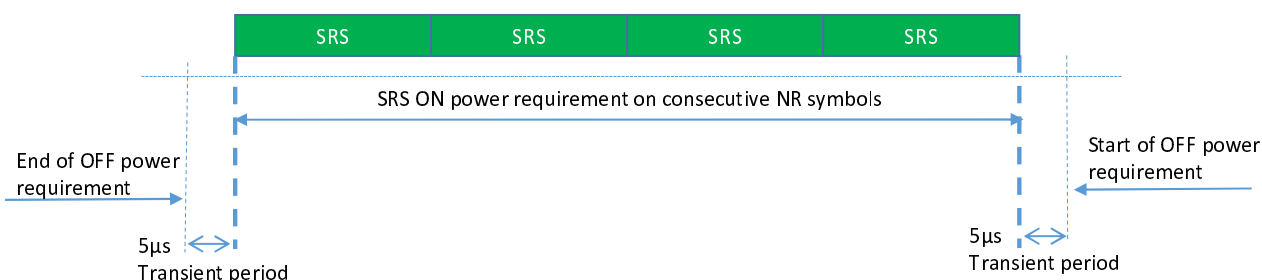 SRS SRS SRS SRS
SRS ON power requirement on consecutive NR symbols
End of OFF power
requirement
Start of OFF power
requirement
5µs
Transient period
5µs
Transient period